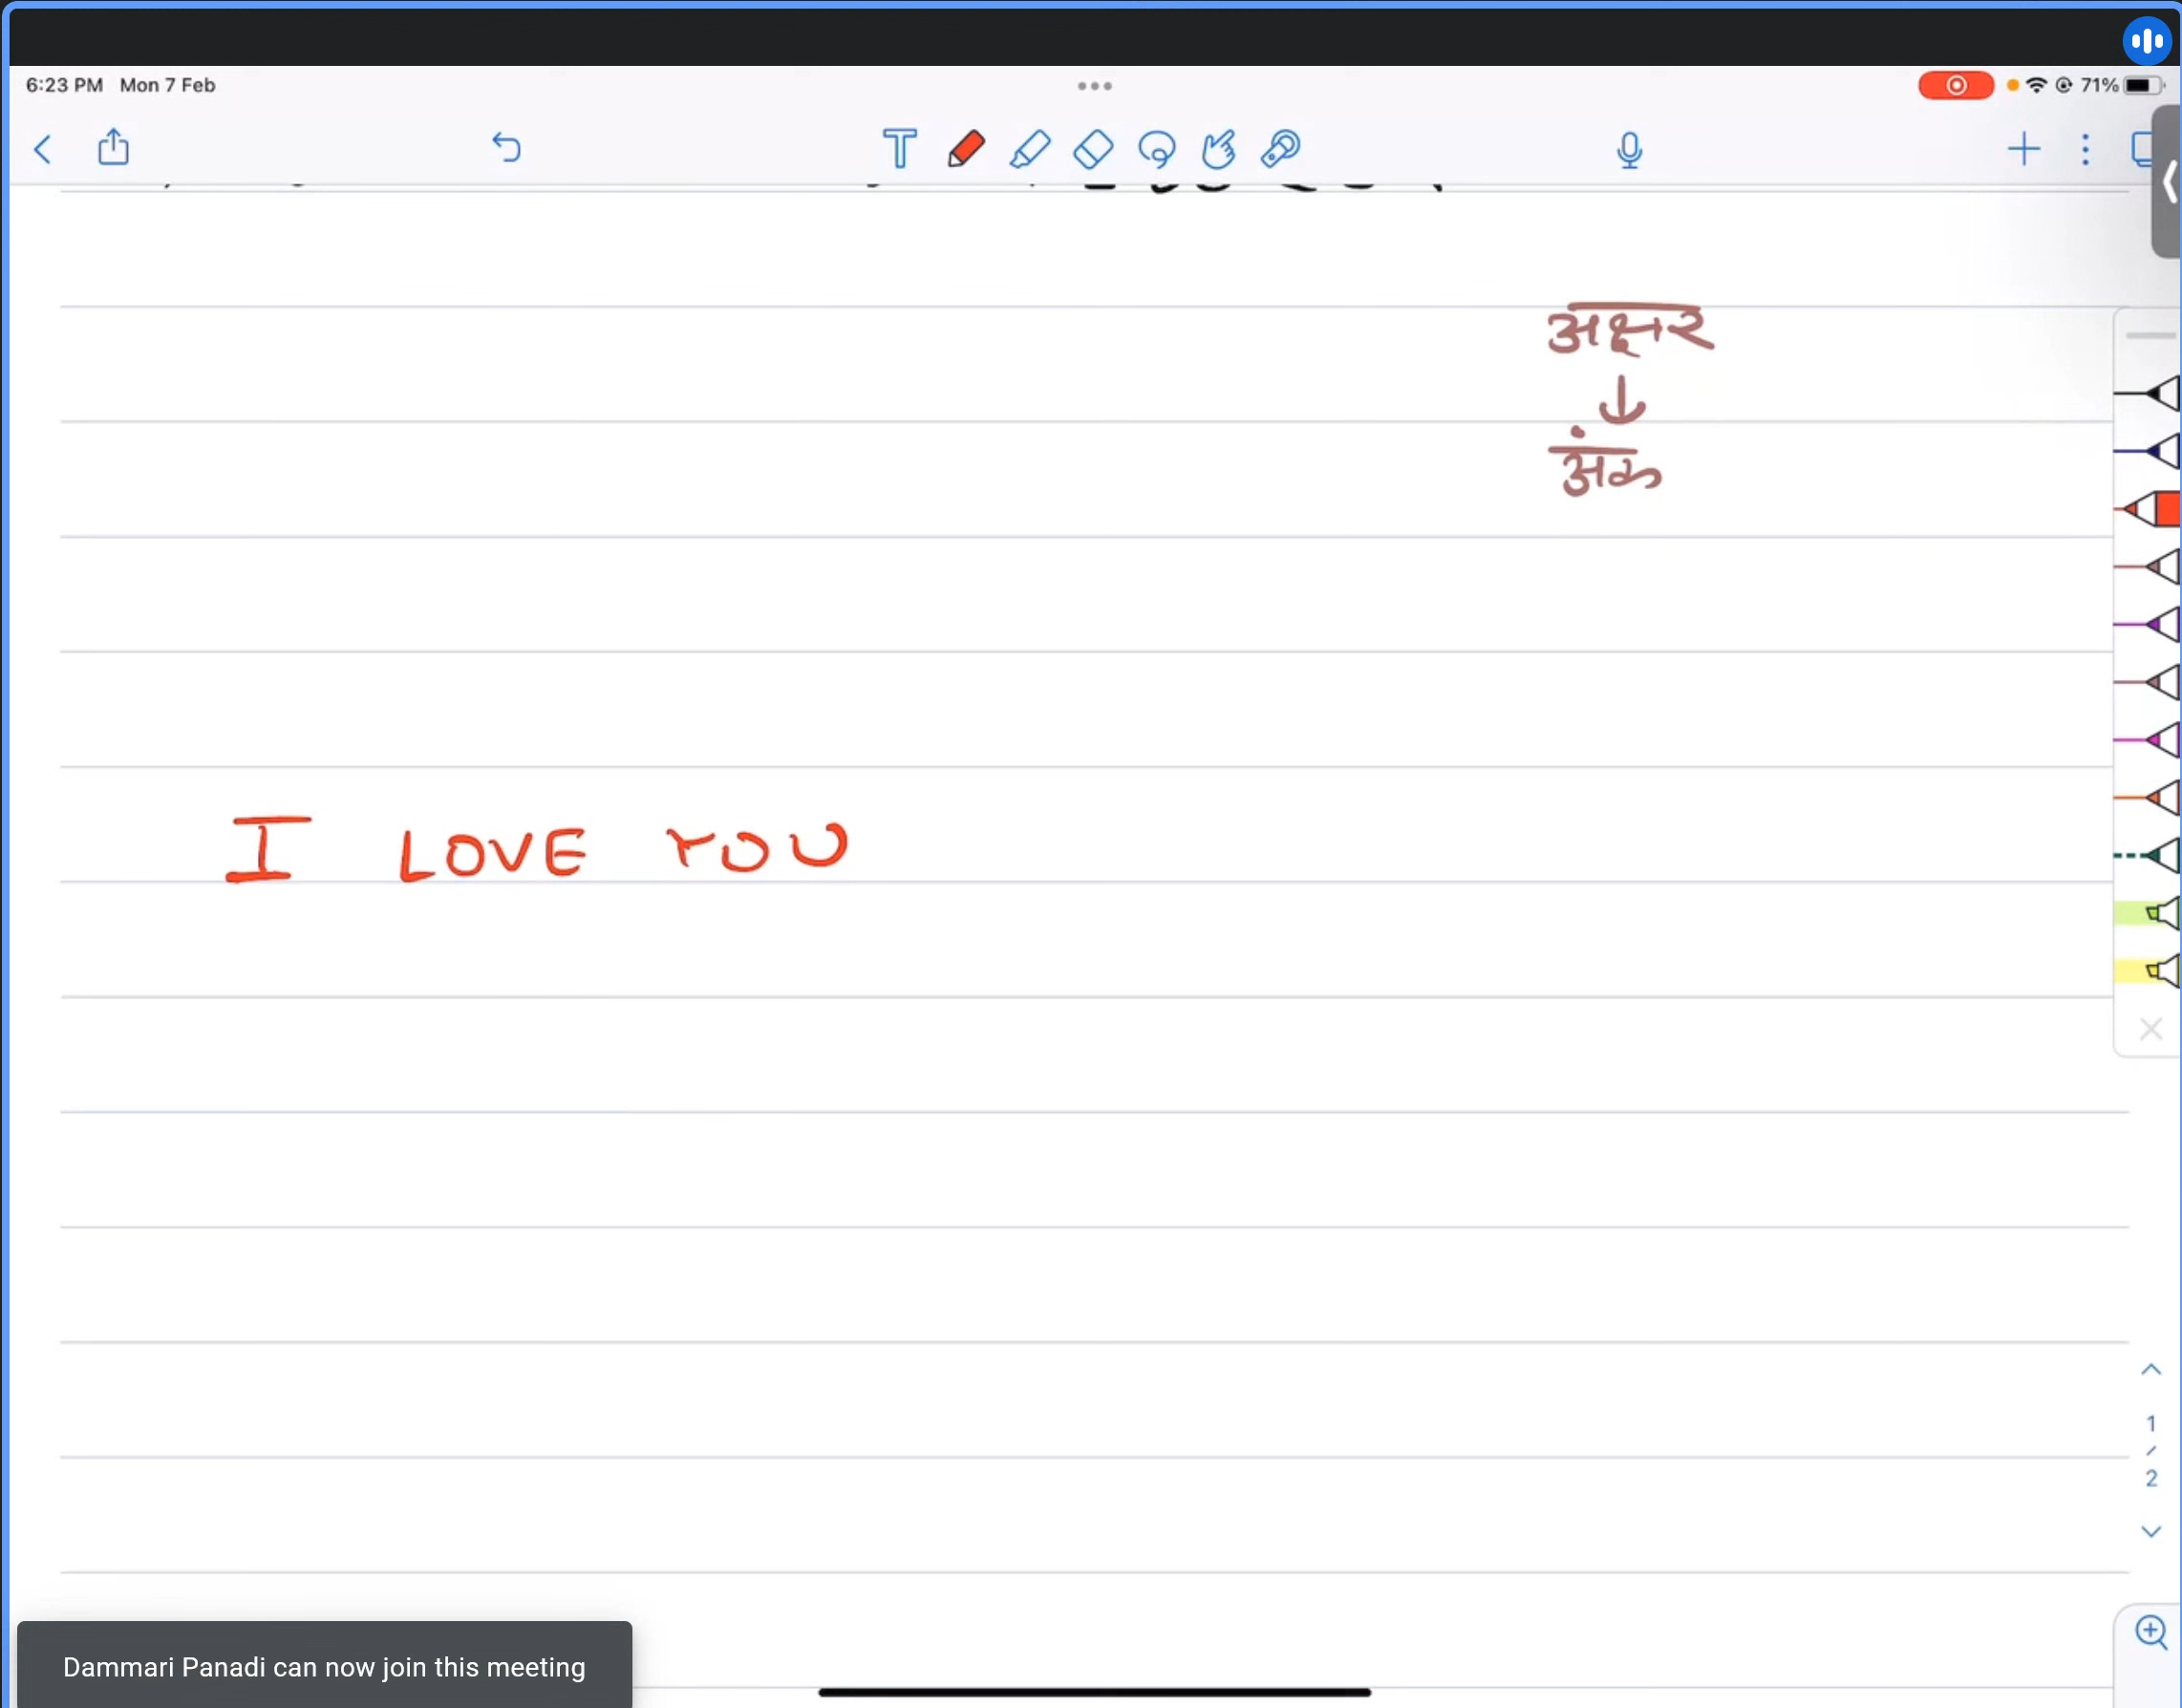 6:23 PM Mon 7 Feb
71%
अक्षर
↓
अंक
I LOVE YOU
1
/
2
Dammari Panadi can now join this meeting